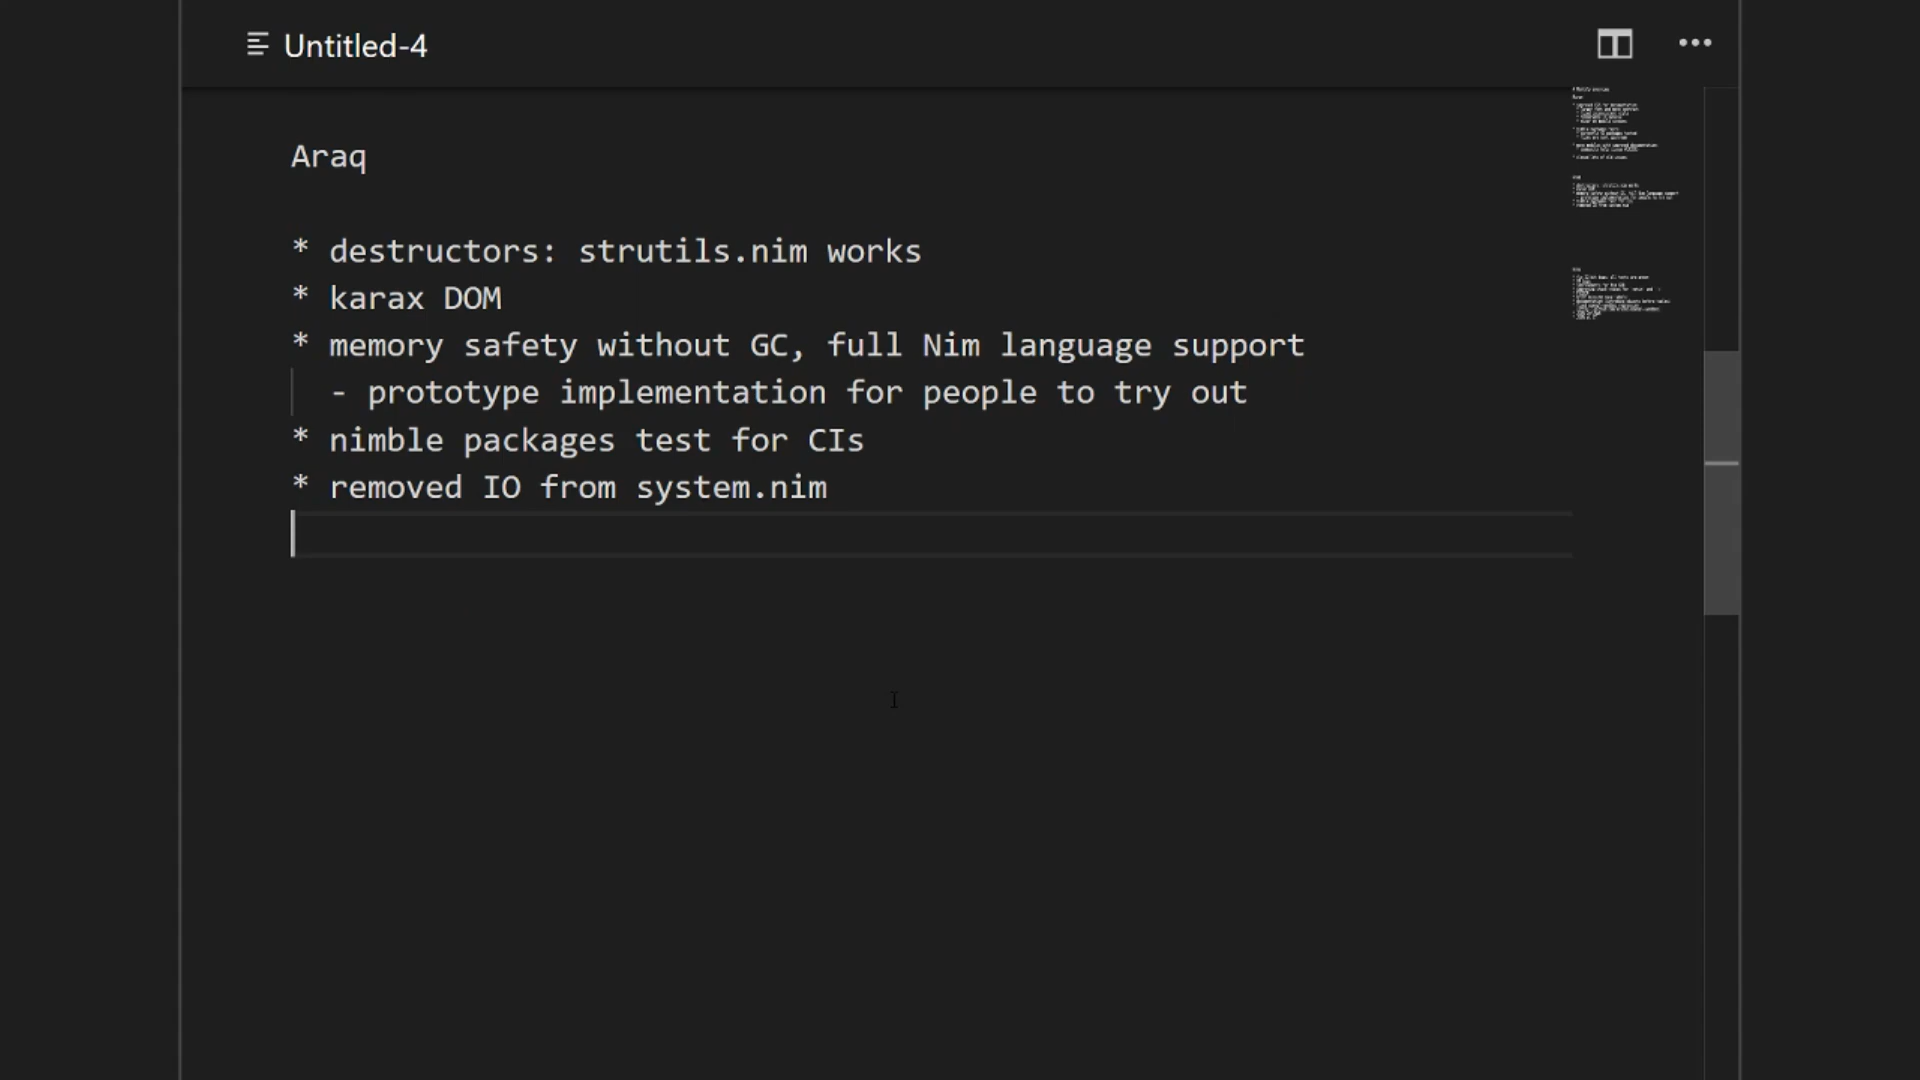 Untitled-4
Araq
* destructors: strutils.nim works
* karax DOM
* memory safety without GC, full Nim language support
- prototype implementation for people to try out
* nimble packages test for CIs
* removed IO from system.nim